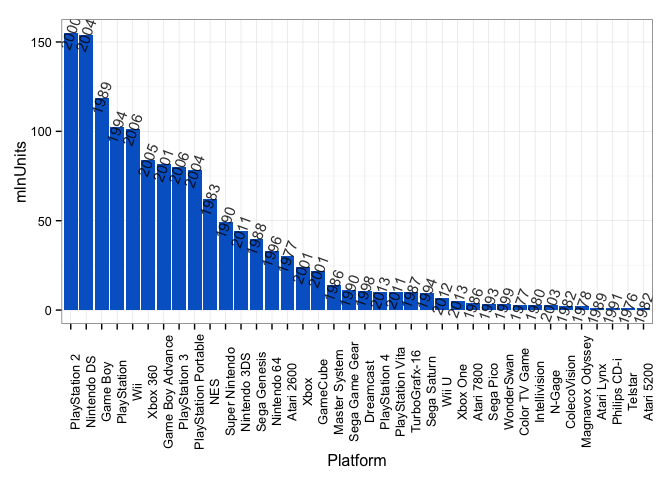 mlnUnits
150
100
50
0
2000
2004
1989
1994
2006
2005
2001
2006
2004
1983
1990
2011
1988
1996
1977
2001
2001
1986
1990
1998
2013
2011
1987
1994
2012
2013
1986
1993
1999
1977
1980
2003
1982
1978
1989
1991
1976
1982
PlayStation 2
Nintendo DS
Game Boy
PlayStation
Wii
Xbox 360
Game Boy Advance
PlayStation 3
PlayStation Portable
NES
Super Nintendo
Nintendo 3DS
Sega Genesis
Nintendo 64
Atari 2600
Xbox
GameCube
Master System
Sega Game Gear
Dreamcast
PlayStation 4
PlayStation Vita
TurboGrafx-16
Sega Saturn
Wii U
Xbox One
Atari 7800
Sega Pico
WonderSwan
Color TV Game
Intellivision
N-Gage
ColecoVision
Magnavox Odyssey
Atari Lynx
Philips CD-i
Telstar
Atari 5200
Platform